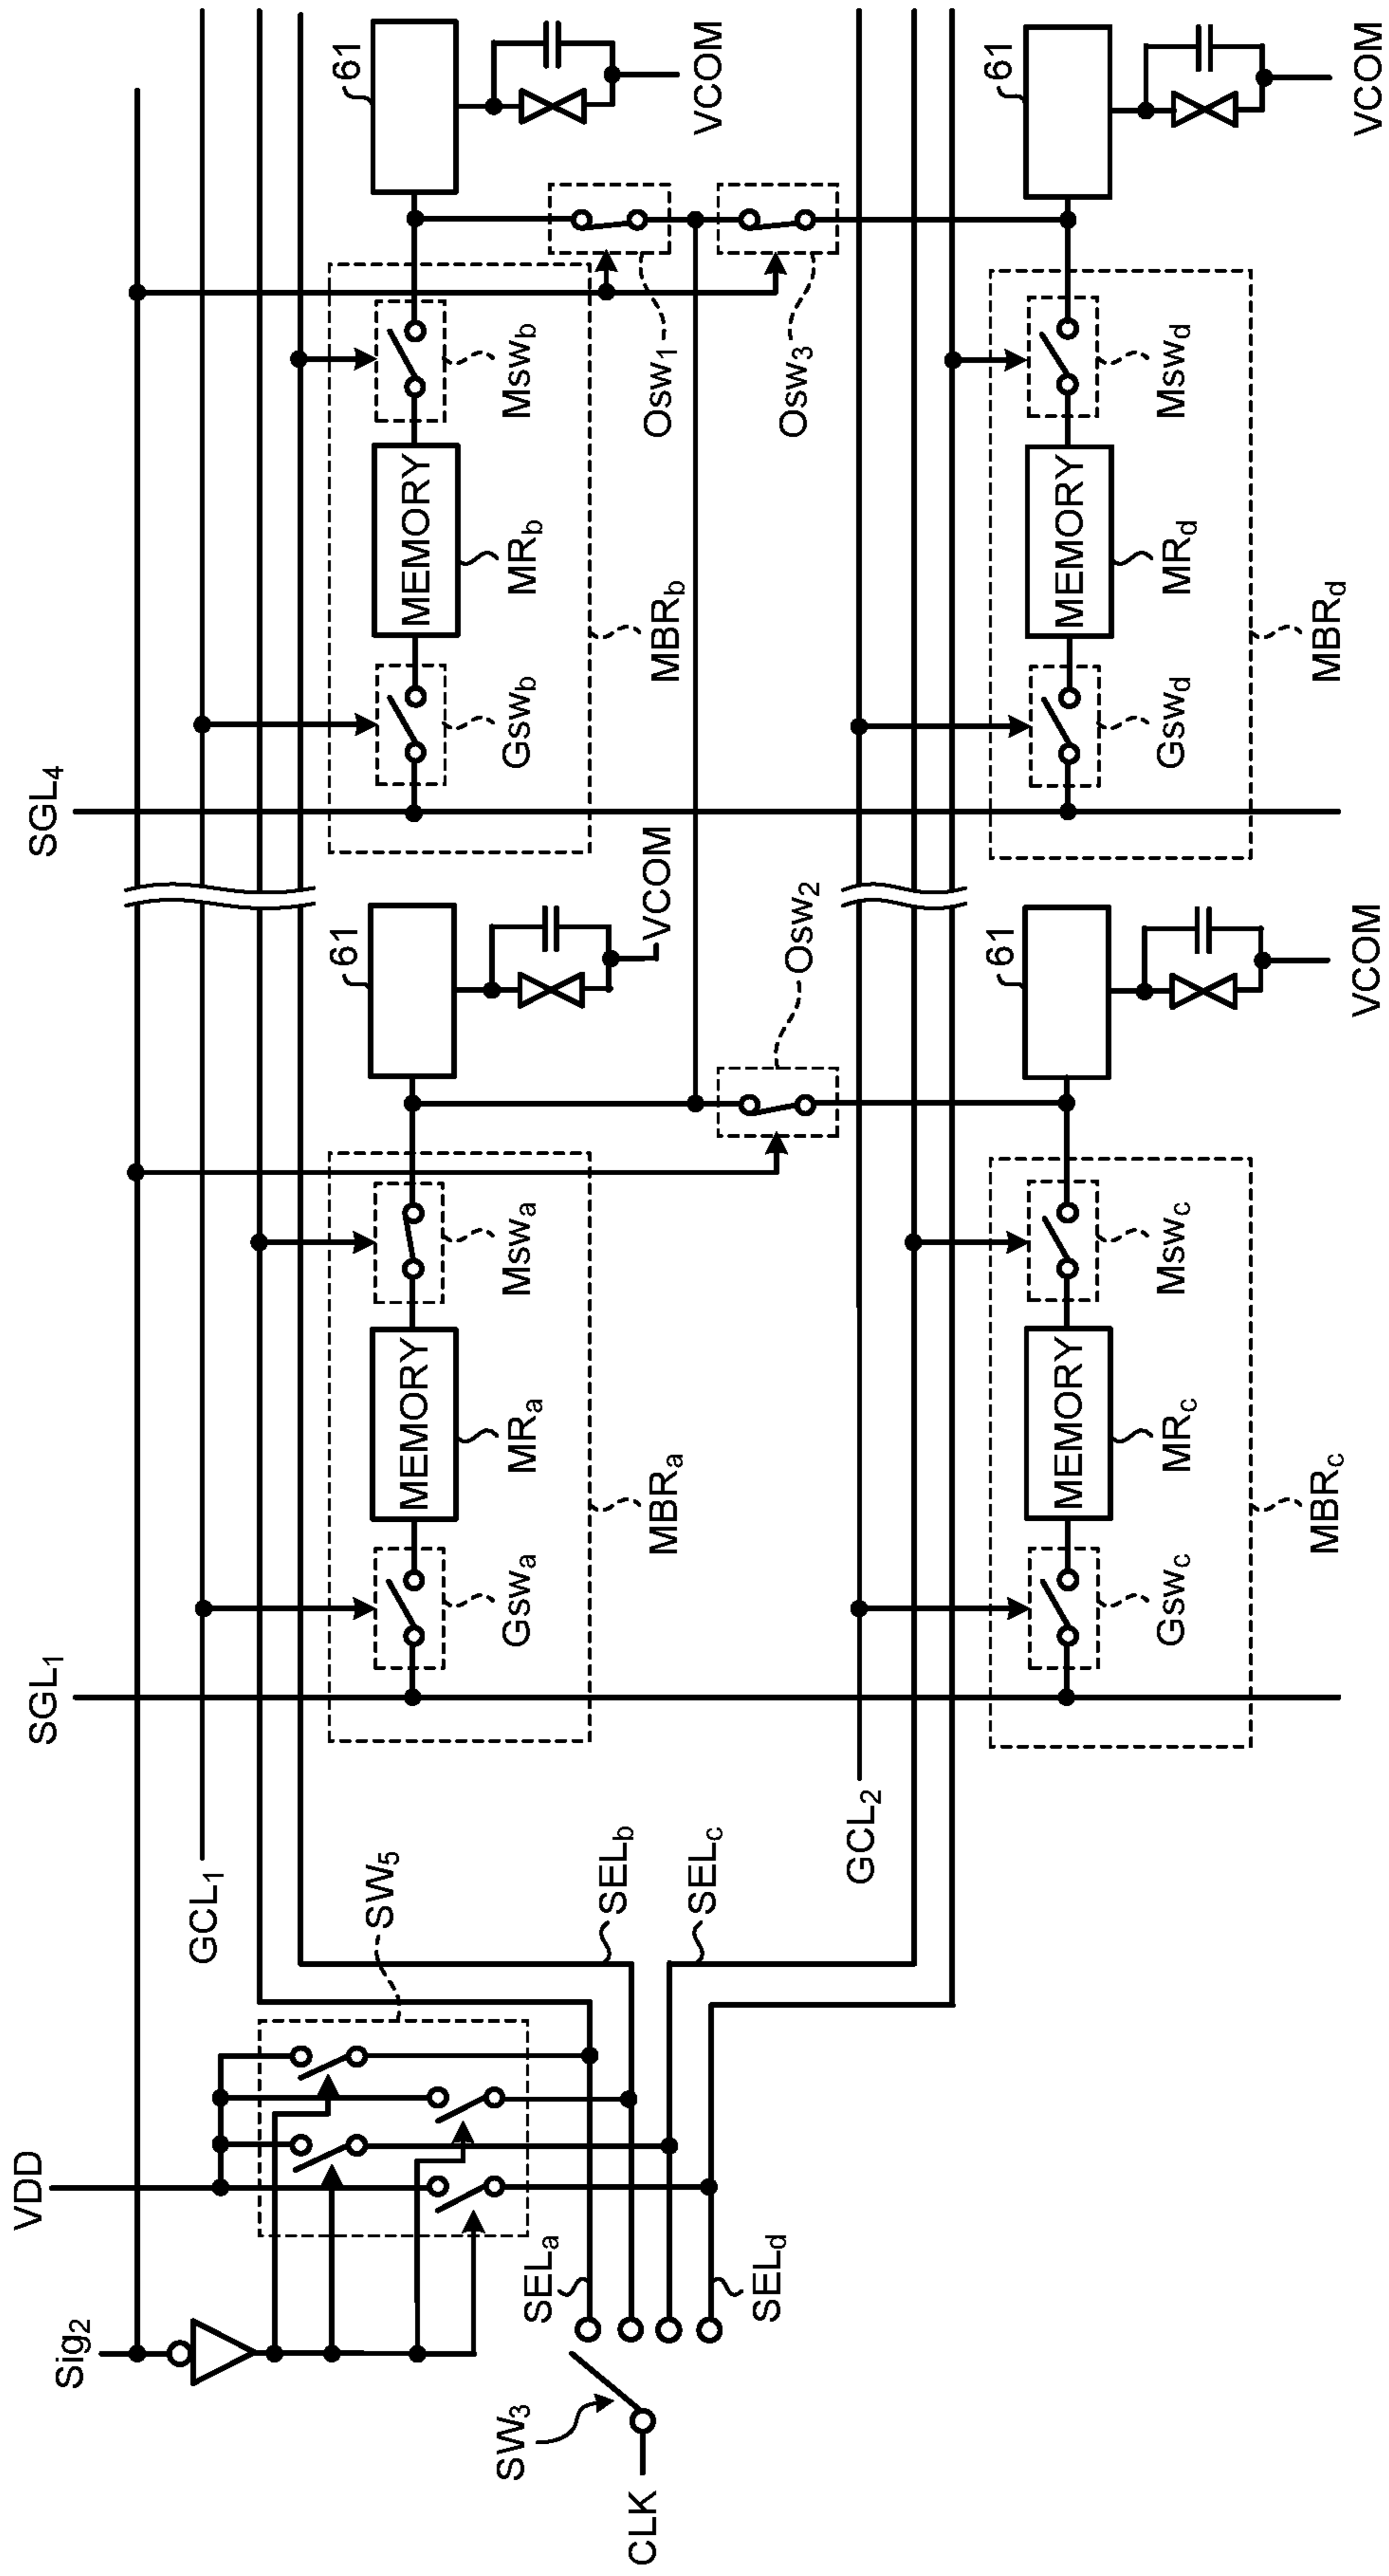 Sig2
VDD
SGL1
SGL4
GCL1
SW5
61
61
VCOM
VCOM
MEMORY
MEMORY
Gswa
MRa
Mswa
Gswb
MRb
Mswb
MBRa
MBRb
Osw1
SELa
SELb
SELc
SELd
SW3
CLK
Osw2
Osw3
GCL2
61
61
MEMORY
MEMORY
Gswc
MRc
Mswc
Gswd
MRd
Mswd
MBRc
MBRd
VCOM
VCOM